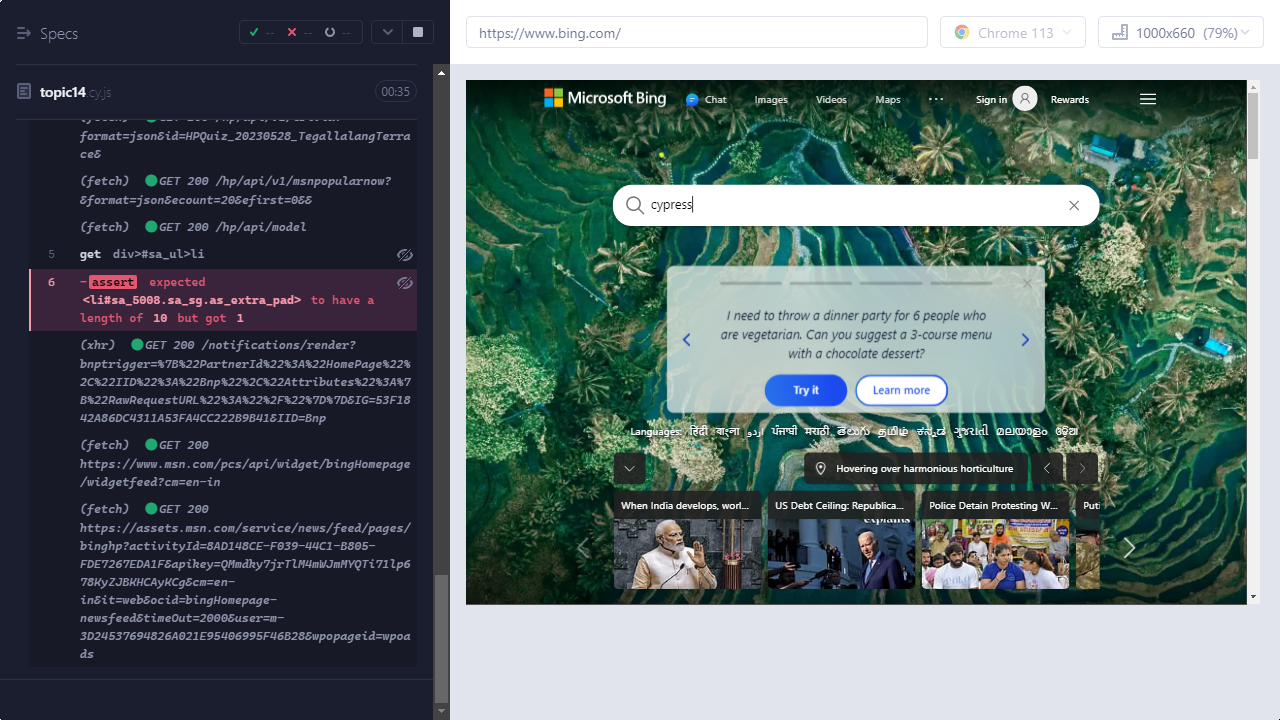 Specs
--
--
--
topic14.cy.js
00:35
format=json&id=HPQuiz_20230528_TegallalangTerra
ce&
(fetch) GET 200 /hp/api/v1/msnpopularnow?
&format=json&ecount=20&efirst=0&&
(fetch) GET 200 /hp/api/model
5 get div>#sa_ul>li
6 -assert expected
<li#sa_5008.sa_sg.as_extra_pad> to have a
length of 10 but got 1
(xhr) GET 200 /notifications/render?
bnptrigger=%7B%22PartnerId%22%3A%22HomePage%22%
2C%22IID%22%3A%22Bnp%22%2C%22Attributes%22%3A%7
B%22RawRequestURL%22%3A%22%2F%22%7D%7D&IG=53F18
42A86DC4311A53FA4CC222B9B41&IID=Bnp
(fetch) GET 200
https://www.msn.com/pcs/api/widget/bingHomepage
/widgetfeed?cm=en-in
(fetch) GET 200
https://assets.msn.com/service/news/feed/pages/
binghp?activityId=8AD148CE-F039-44C1-B805-
FDE7267EDA1F&apikey=QMmdky7jrTlM4mWJmMYQTi71lp6
78KyZJBKHCAyKCg&cm=en-
in&it=web&ocid=bingHomepage-
newsfeed&timeOut=2000&user=m-
3D24537694826A021E95406995F46B28&wpopageid=wpoa
ds
https://www.bing.com/
Chrome 113
1000x660 (79%)
Microsoft Bing Chat Images Videos Maps ··· Sign in Rewards
cypress
I need to throw a dinner party for 6 people who
are vegetarian. Can you suggest a 3-course menu
with a chocolate dessert?
Try it
Learn more
Languages: हिंदी বাংলা اردو ਪੰਜਾਬੀ मराठी తెలుగు தமிழ் ಕನ್ನಡ ગુજરાતી മലയാളം ଓଡ଼ିଆ
Hovering over harmonious horticulture
When India develops, worl...
US Debt Ceiling: Republica...
Police Detain Protesting W...
Puti
explains